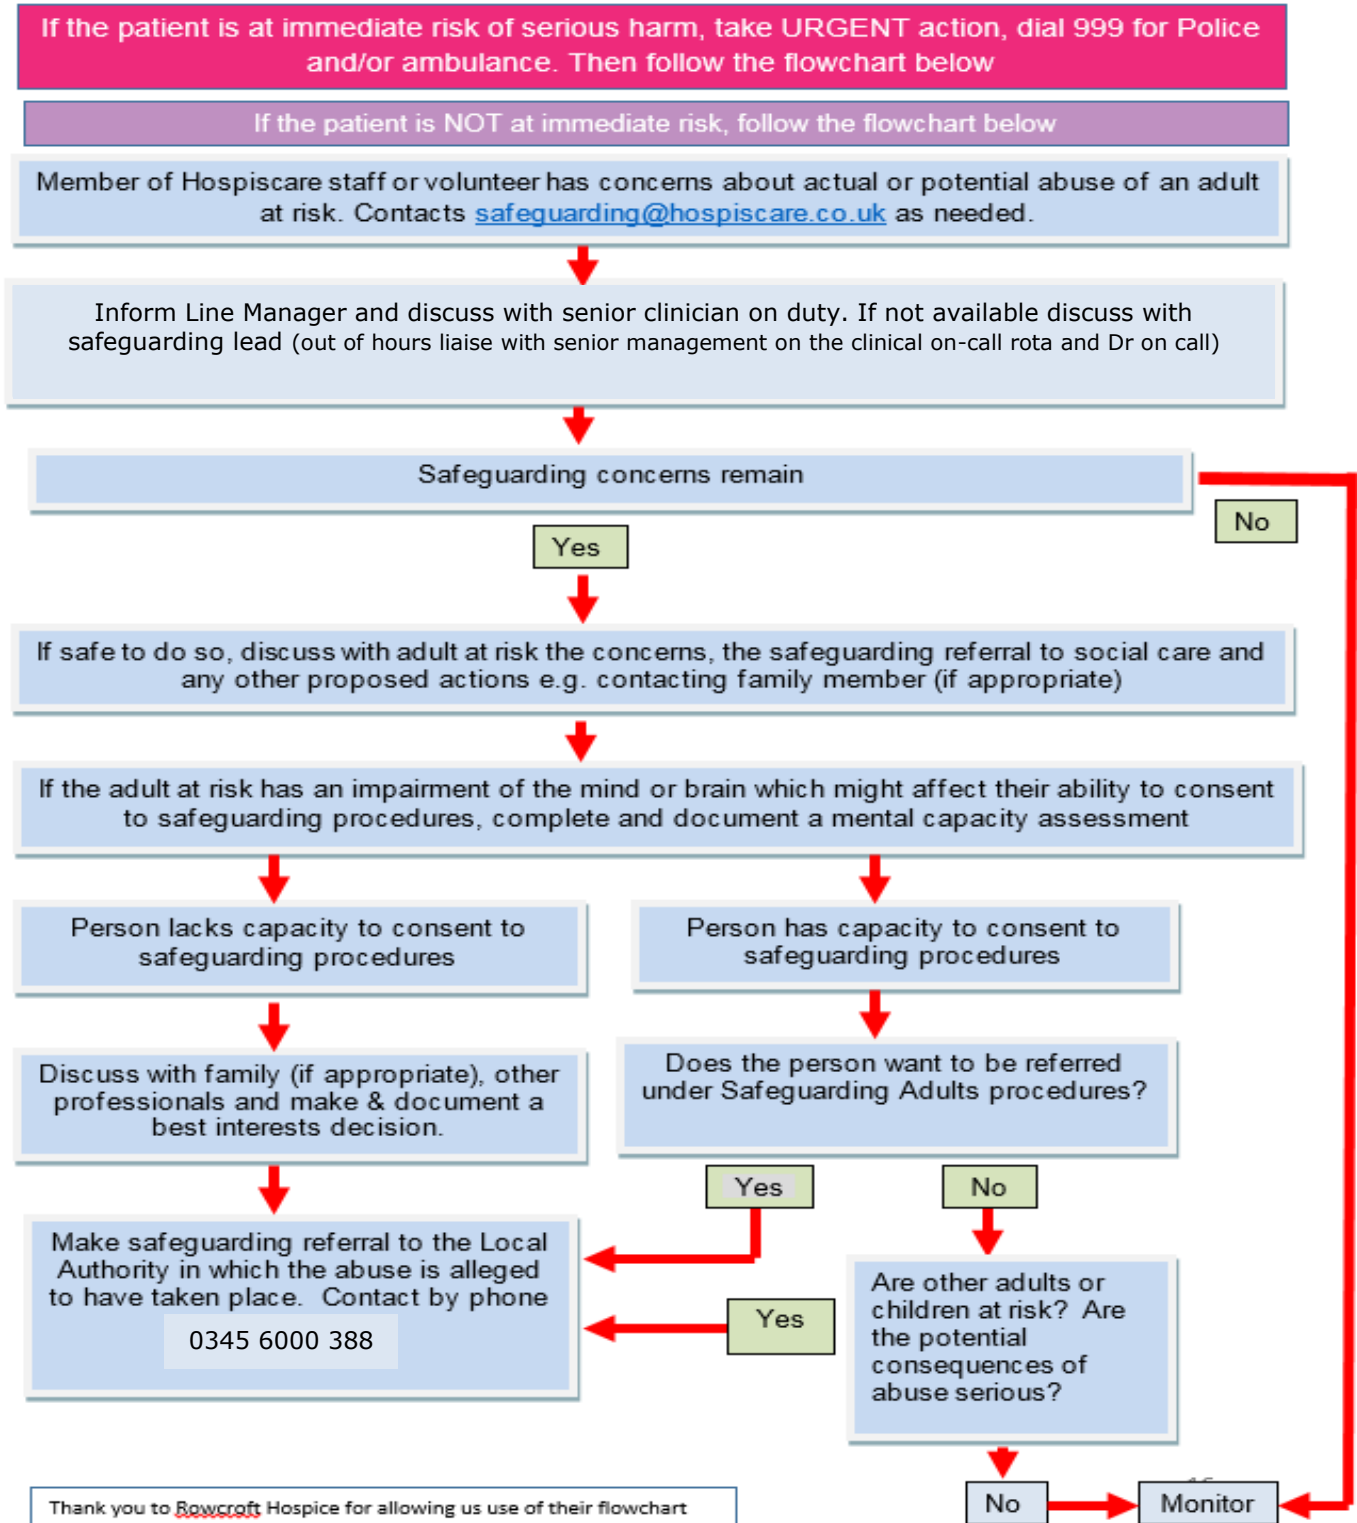 If the patient is at immediate risk of serious harm, take URGENT action, dial 999 for Police
and/or ambulance. Then follow the flowchart below
If the patient is NOT at immediate risk, follow the flowchart below
Member of Hospiscare staff or volunteer has concerns about actual or potential abuse of an adult
at risk. Contacts safeguarding@hospiscare.co.uk as needed.
Inform Line Manager and discuss with senior clinician on duty. If not available discuss with
safeguarding lead (out of hours liaise with senior management on the clinical on-call rota and Dr on call)
Safeguarding concerns remain
No
Yes
If safe to do so, discuss with adult at risk the concerns, the safeguarding referral to social care and
any other proposed actions e.g. contacting family member (if appropriate)
If the adult at risk has an impairment of the mind or brain which might affect their ability to consent
to safeguarding procedures, complete and document a mental capacity assessment
Person lacks capacity to consent to
safeguarding procedures
Person has capacity to consent to
safeguarding procedures
Discuss with family (if appropriate), other
professionals and make & document a
best interests decision.
Does the person want to be referred
under Safeguarding Adults procedures?
Yes
No
Make safeguarding referral to the Local
Authority in which the abuse is alleged
to have taken place. Contact by phone
0345 6000 388
Yes
Are other adults or
children at risk? Are
the potential
consequences of
abuse serious?
No
Monitor
Thank you to Rowcroft Hospice for allowing us use of their flowchart